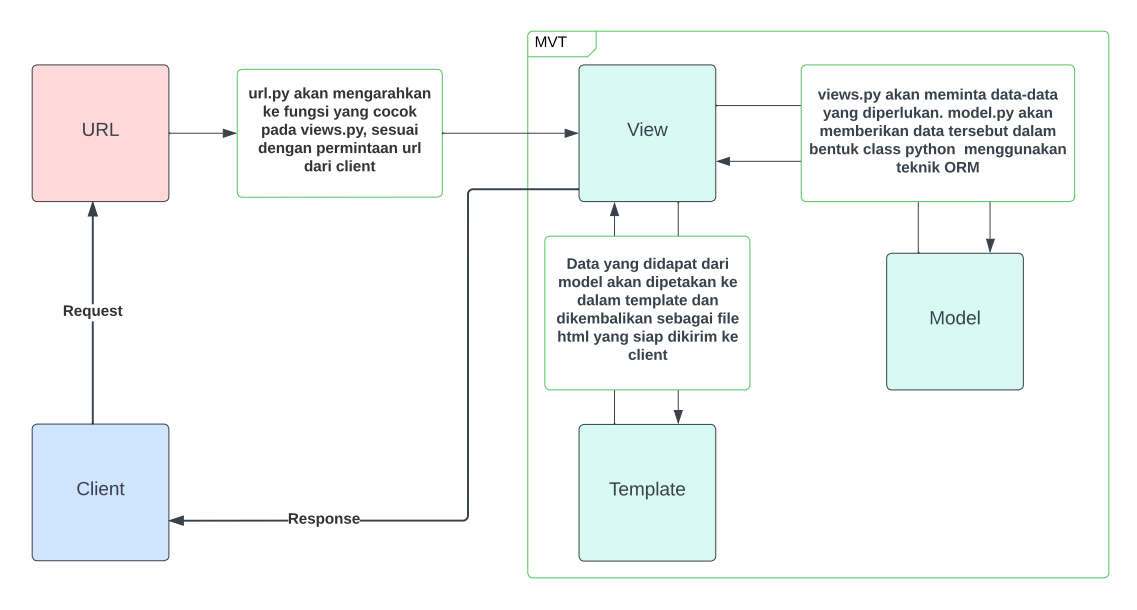 MVT
URL
url.py akan mengarahkan
ke fungsi yang cocok
pada views.py, sesuai
dengan permintaan url
dari client
View
views.py akan meminta data-data
yang diperlukan. model.py akan
memberikan data tersebut dalam
bentuk class python  menggunakan
teknik ORM
Request
Data yang didapat dari
model akan dipetakan ke
dalam template dan
dikembalikan sebagai file
html yang siap dikirim ke
client
Model
Client
Response
Template